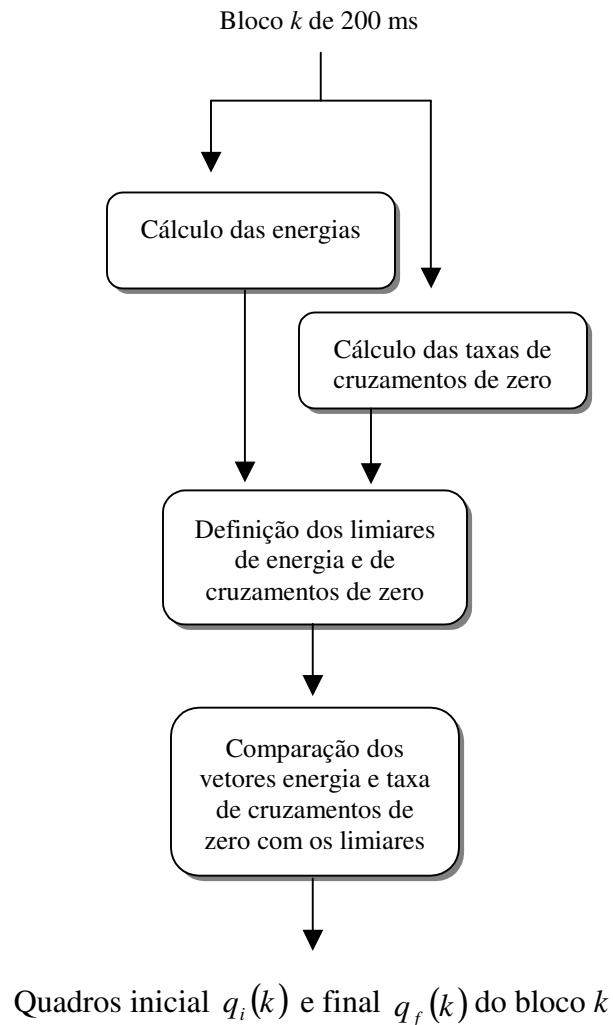 Bloco k de 200 ms
Cálculo das energias
Cálculo das taxas de
cruzamentos de zero
Definição dos limiares
de energia e de
cruzamentos de zero
Comparação dos
vetores energia e taxa
de cruzamentos de
zero com os limiares
Quadros inicial q_i(k) e final q_f(k) do bloco k